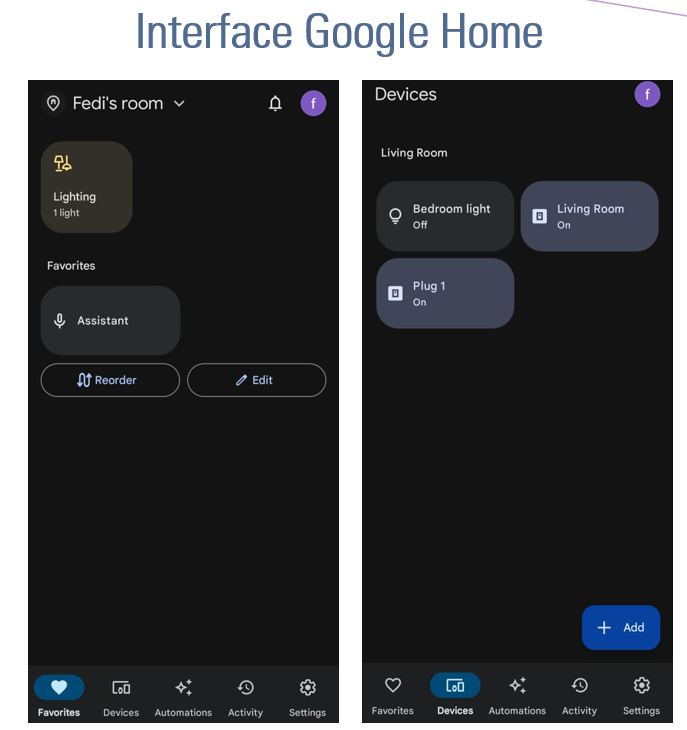 Interface Google Home
Fedi's room
f
Lighting
1 light
Favorites
Assistant
Reorder
Edit
Favorites
Devices
Automations
Activity
Settings
Devices
f
Living Room
Bedroom light
Off
Living Room
On
Plug 1
On
Add
Favorites
Devices
Automations
Activity
Settings